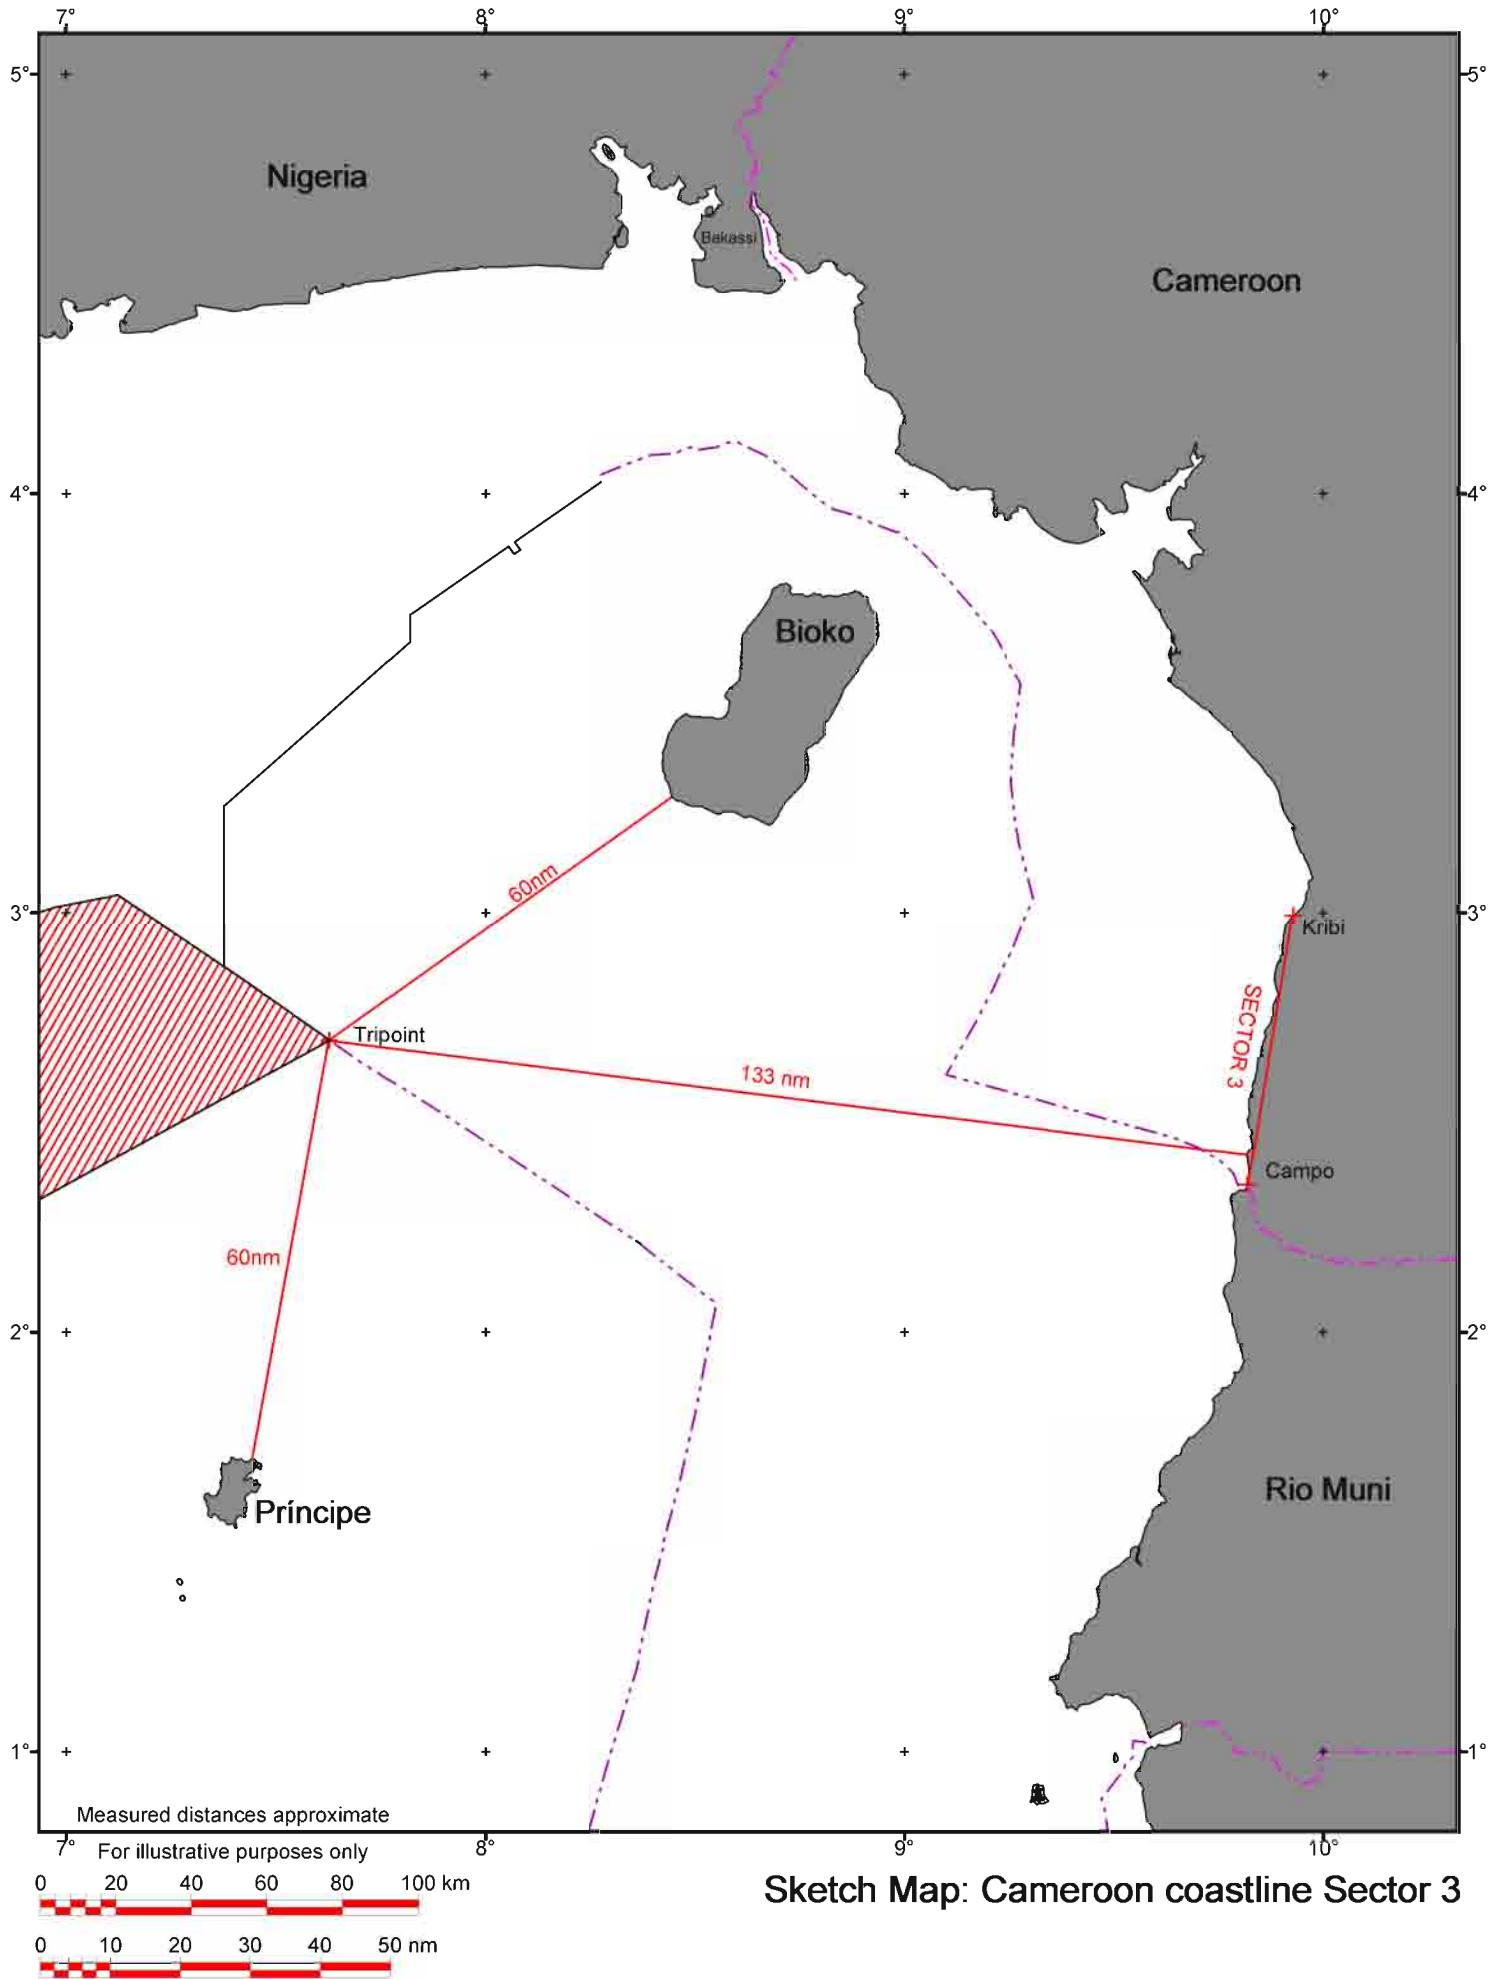 7° 8° 9° 10°
5° 5°
Nigeria
Bakassi
Cameroon
4° 4°
Bioko
60nm
3° 3°
Kribi
SECTOR 3
Tripoint
133 nm
Campo
60nm
2° 2°
Rio Muni
Príncipe
1° 1°
Measured distances approximate
7° 8° 9° 10°
For illustrative purposes only
0 20 40 60 80 100 km
Sketch Map: Cameroon coastline Sector 3
0 10 20 30 40 50 nm